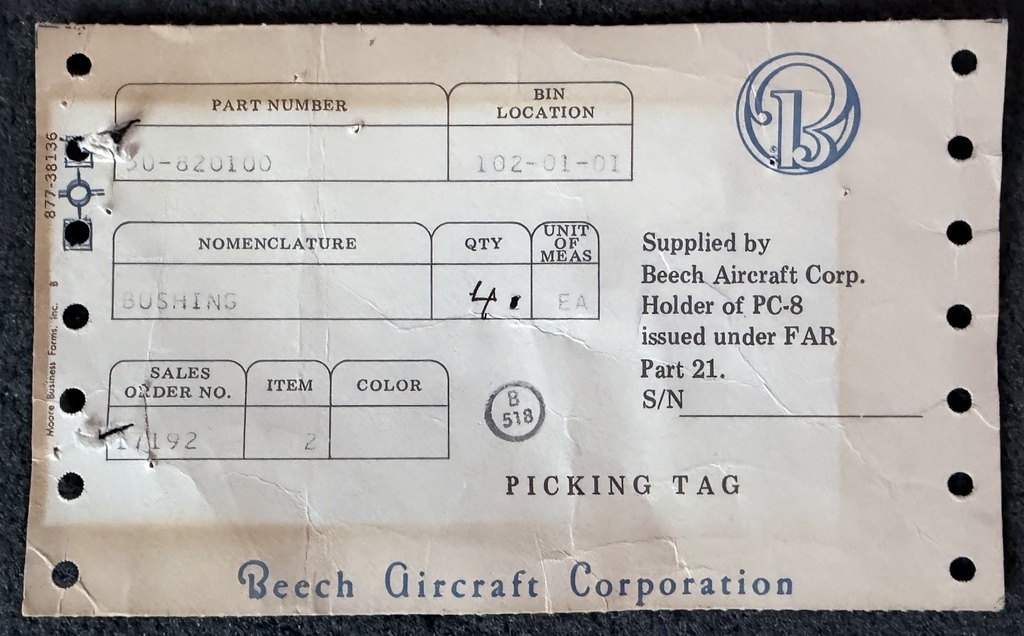 PART NUMBER
BIN
LOCATION
50-820100
102-01-01
B
877-38136
NOMENCLATURE
QTY
UNIT
OF
MEAS
BUSHING
4.
EA
Supplied by
Beech Aircraft Corp.
Holder of PC-8
issued under FAR
Part 21.
S/N
Moore Business Forms, Inc. B
SALES
ORDER NO.
ITEM
COLOR
17192
2
B
518
PICKING TAG
Beech Aircraft Corporation